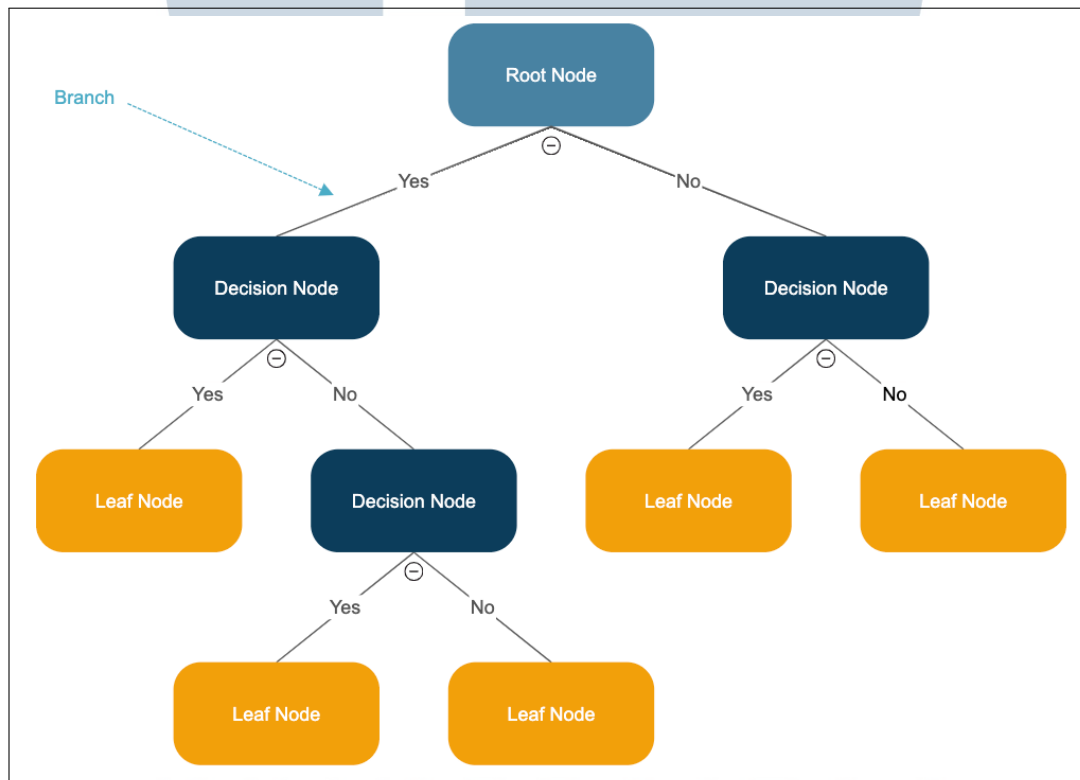 Root Node
Branch
Yes
No
Decision Node
Decision Node
Yes
No
Yes
No
Leaf Node
Decision Node
Leaf Node
Leaf Node
Yes
No
Leaf Node
Leaf Node